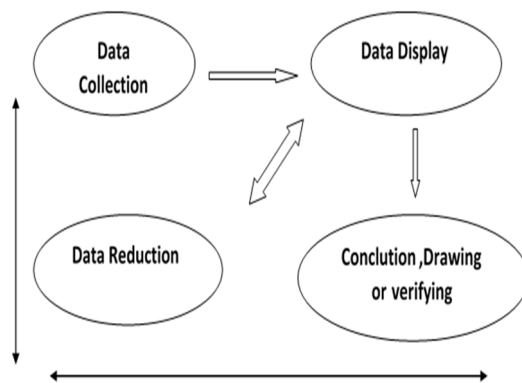 Data
Collection
Data Display
Data Reduction
Conclution ,Drawing
or verifying